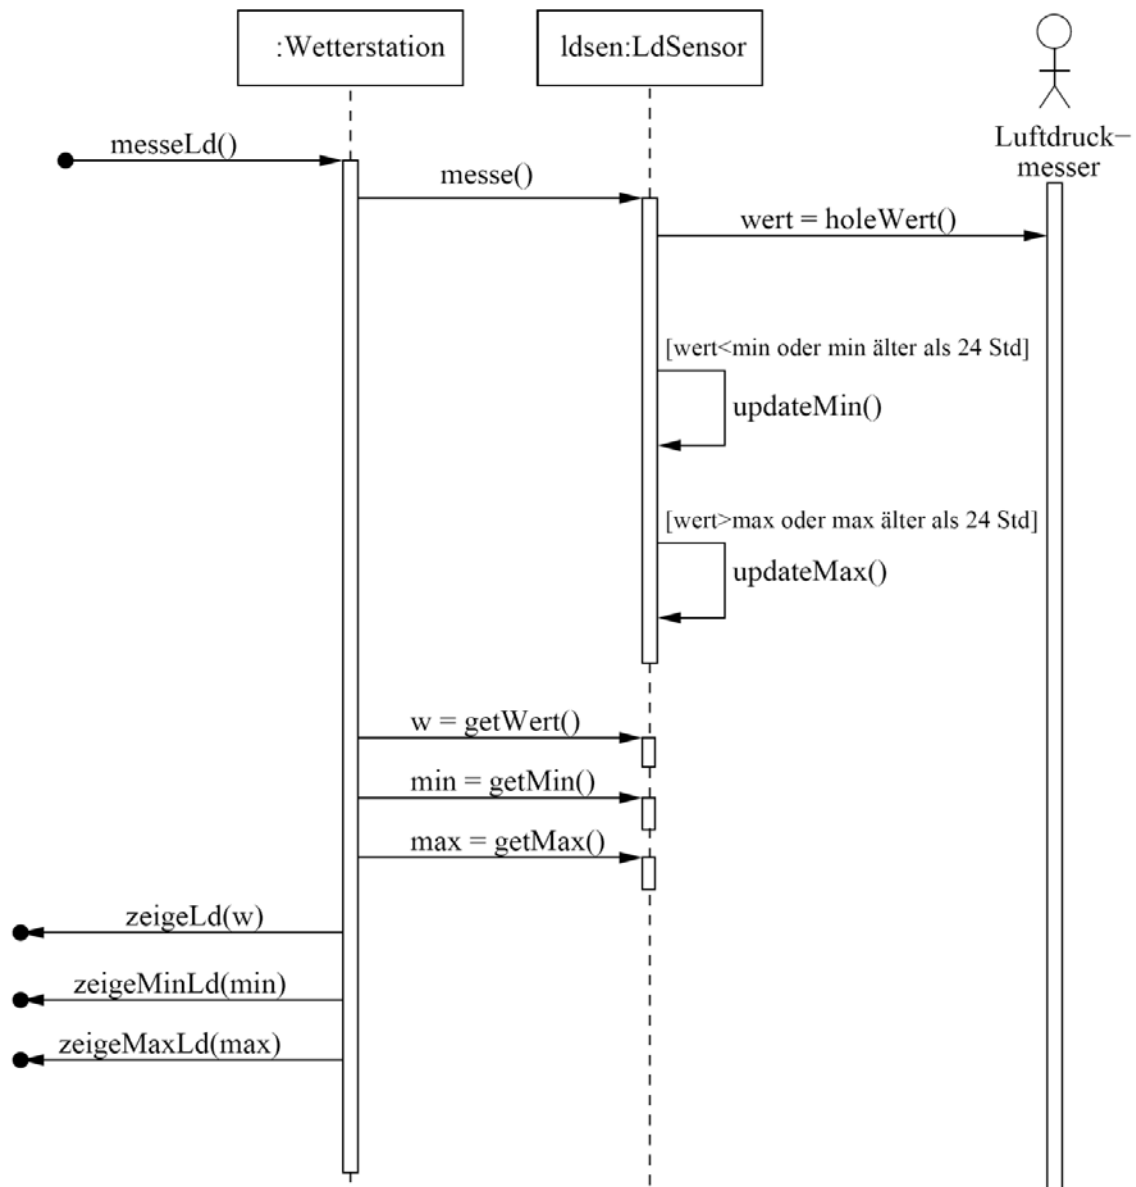 :Wetterstation
ldsen:LdSensor
Luftdruck−
messer
messeLd()
messe()
wert = holeWert()
[wert<min oder min älter als 24 Std]
updateMin()
[wert>max oder max älter als 24 Std]
updateMax()
w = getWert()
min = getMin()
max = getMax()
zeigeLd(w)
zeigeMinLd(min)
zeigeMaxLd(max)